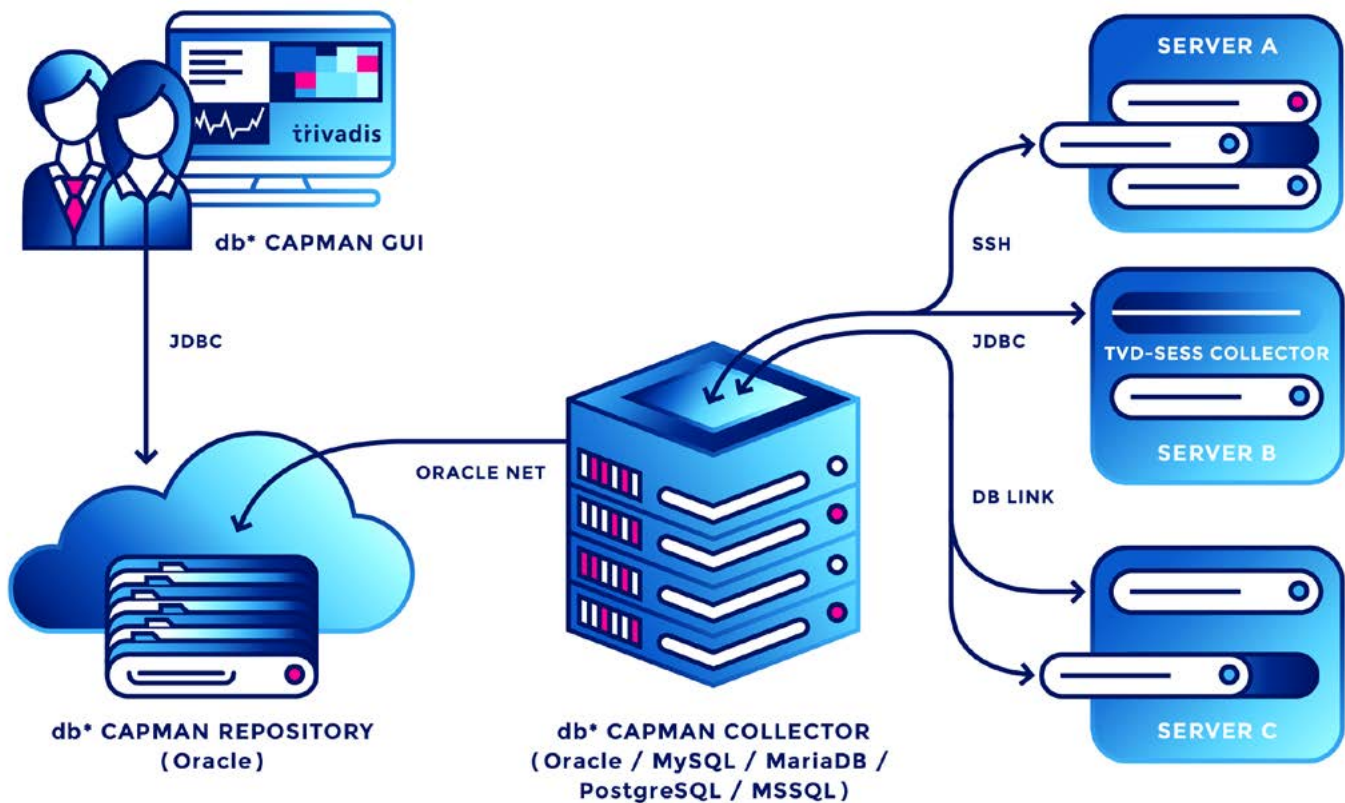 trivadis
db* CAPMAN GUI
JDBC
ORACLE NET
db* CAPMAN REPOSITORY
(Oracle)
db* CAPMAN COLLECTOR
(Oracle / MySQL / MariaDB /
PostgreSQL / MSSQL)
SSH
JDBC
DB LINK
SERVER A
TVD-SESS COLLECTOR
SERVER B
SERVER C